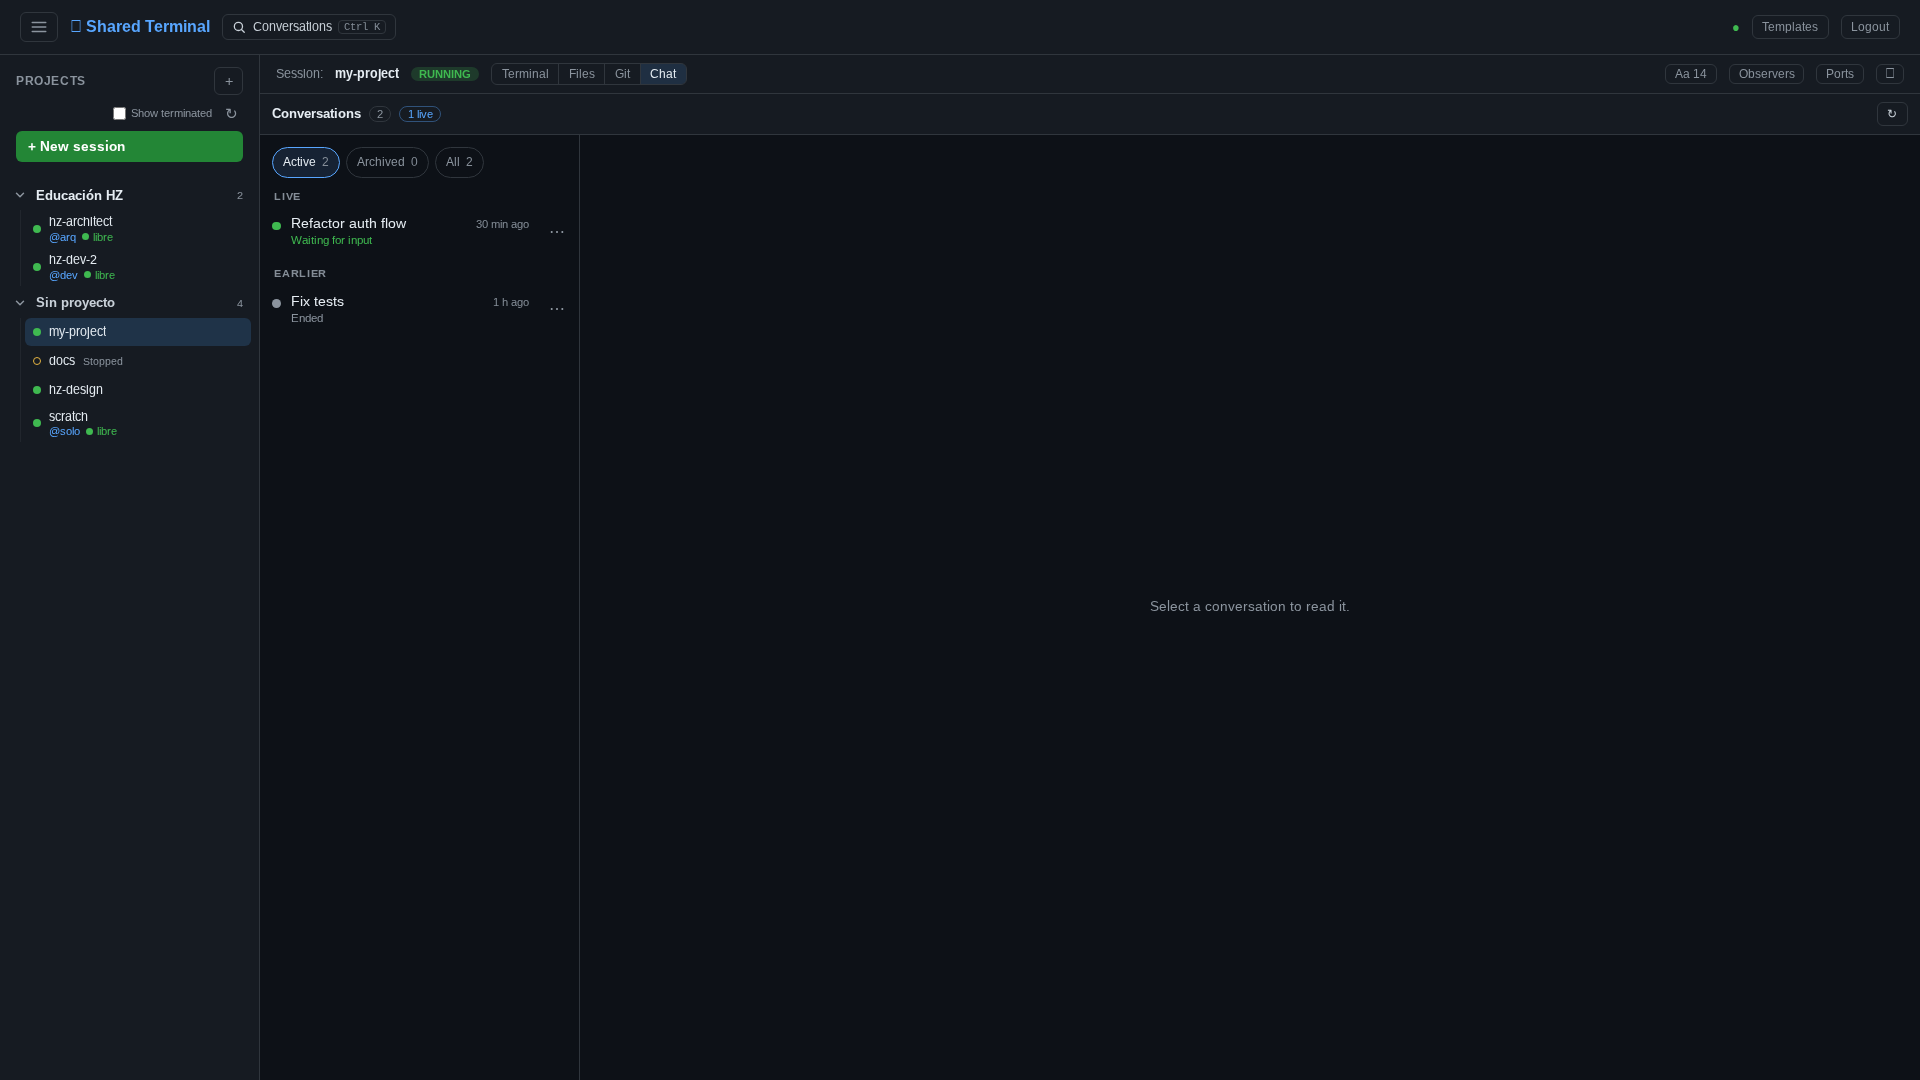 Shared Terminal
Conversations Ctrl K
Templates
Logout
PROJECTS
+
Show terminated
+ New session
Educación HZ 2
hz-architect
@arq libre
hz-dev-2
@dev libre
Sin proyecto 4
my-project
docs Stopped
hz-design
scratch
@solo libre
Session: my-project RUNNING Terminal Files Git Chat
Aa 14 Observers Ports
Conversations 2 1 live
Active 2 Archived 0 All 2
LIVE
Refactor auth flow 30 min ago
Waiting for input
EARLIER
Fix tests 1 h ago
Ended
Select a conversation to read it.